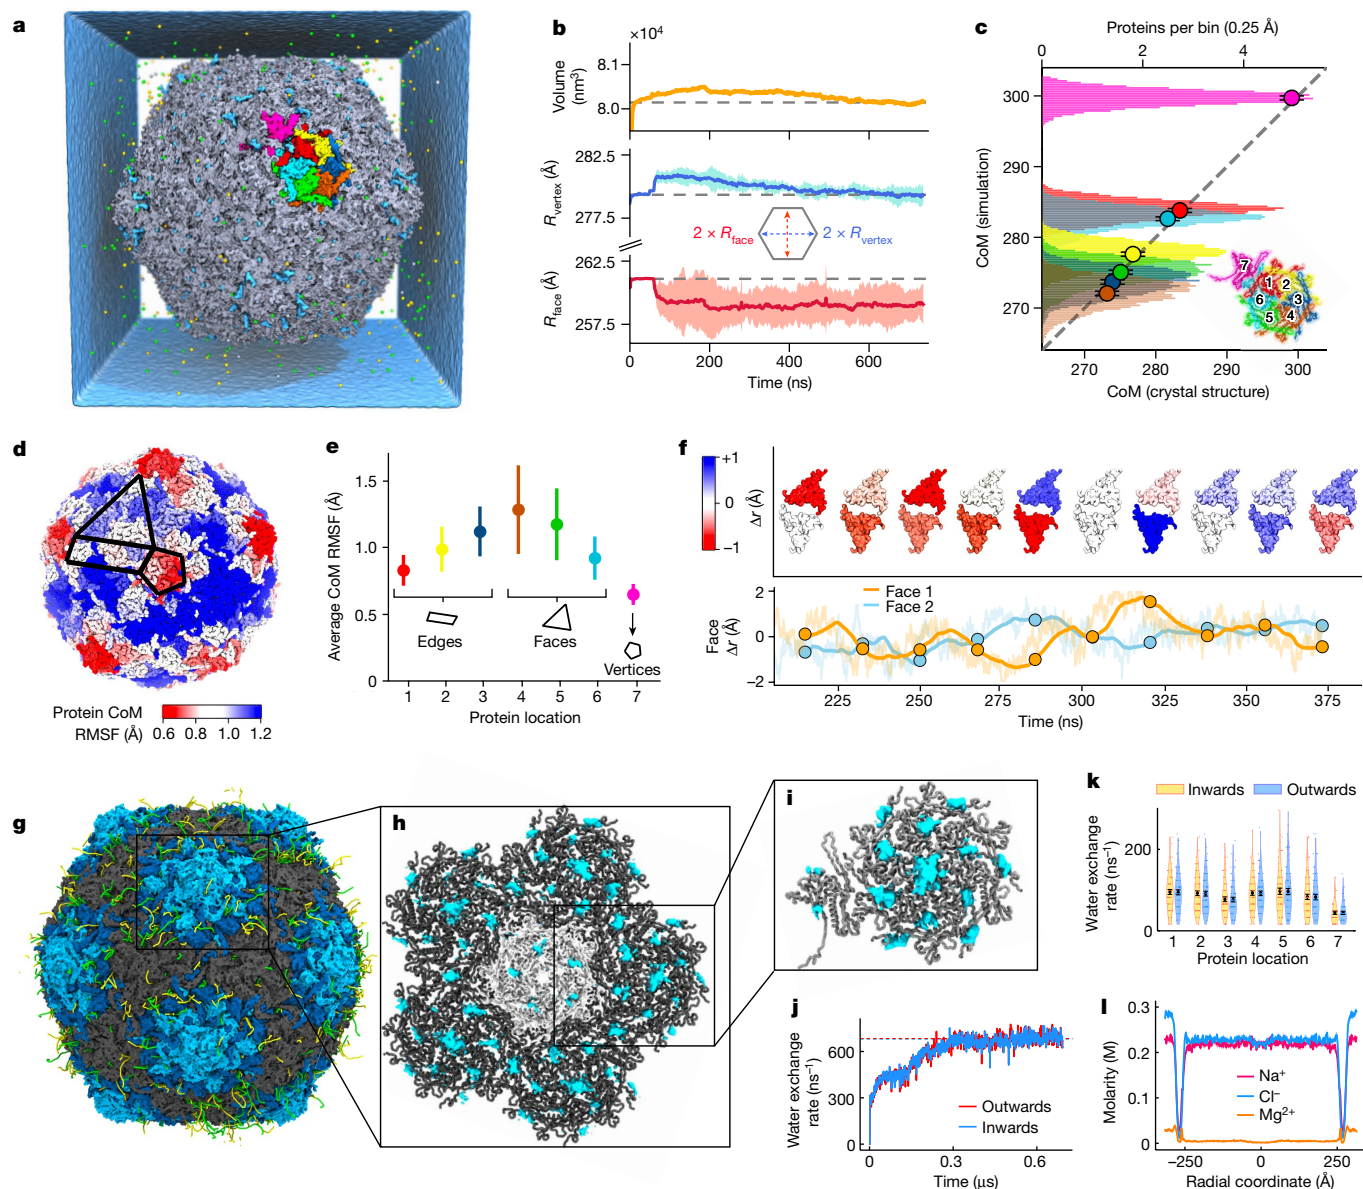 a
b
×10⁴
Volume (nm³)
8.1
8.0
282.5
277.5
R_vertex (Å)
2 × R_face
2 × R_vertex
262.5
257.5
R_face (Å)
0 200 400 600
Time (ns)
c
Proteins per bin (0.25 Å)
0 2 4
CoM (simulation)
300
290
280
270
7
1 2
6 3
5 4
270 280 290 300
CoM (crystal structure)
d
Protein CoM
RMSF (Å)
0.6 0.8 1.0 1.2
e
Average CoM RMSF (Å)
1.5
1.0
0.5
0
Edges
Faces
Vertices
1 2 3 4 5 6 7
Protein location
f
Δr (Å)
+1
0
−1
Face 1
Face 2
Face
Δr (Å)
2
0
−2
225 250 275 300 325 350 375
Time (ns)
g
h
i
j
Water exchange
rate (ns⁻¹)
600
300
0
Outwards
Inwards
0 0.3 0.6
Time (μs)
k
Inwards
Outwards
Water exchange
rate (ns⁻¹)
200
0
1 2 3 4 5 6 7
Protein location
l
Molarity (M)
0.3
0.2
0.1
0
Na⁺
Cl⁻
Mg²⁺
−250 0 250
Radial coordinate (Å)